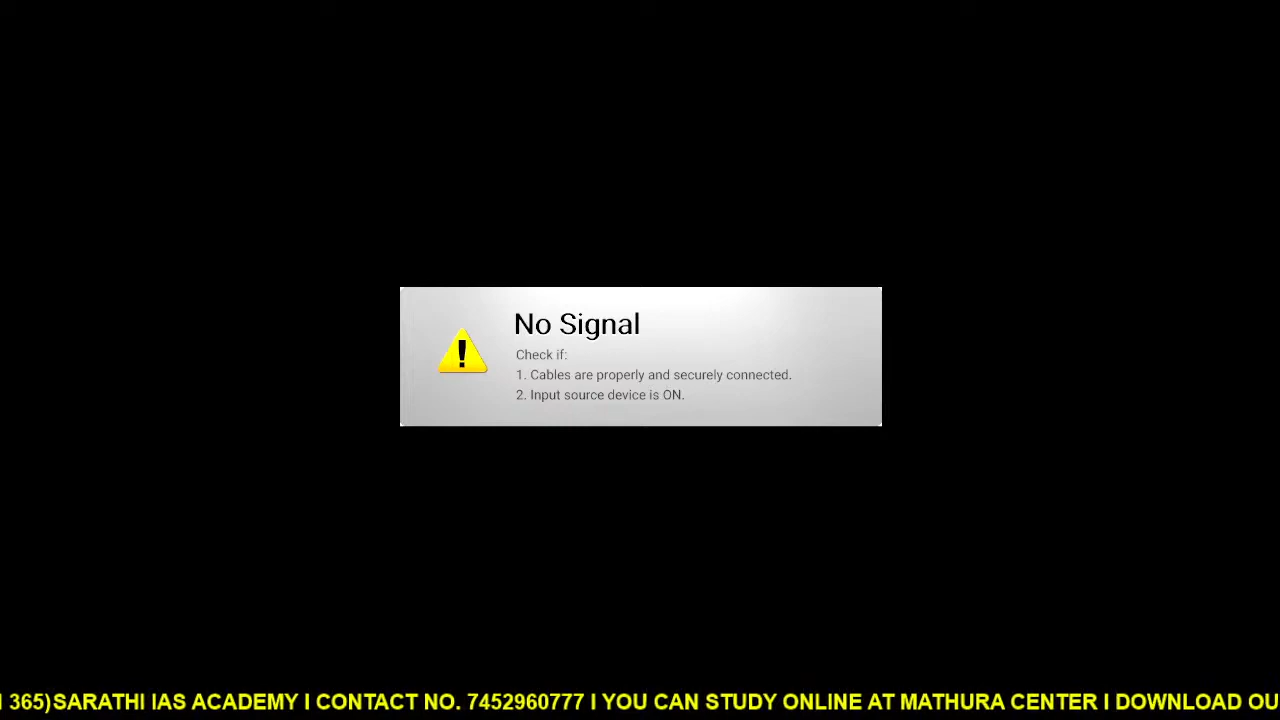 No Signal
Check if:
1. Cables are properly and securely connected.
2. Input source device is ON.
365)SARATHI IAS ACADEMY I CONTACT NO. 7452960777 I YOU CAN STUDY ONLINE AT MATHURA CENTER I DOWNLOAD OU